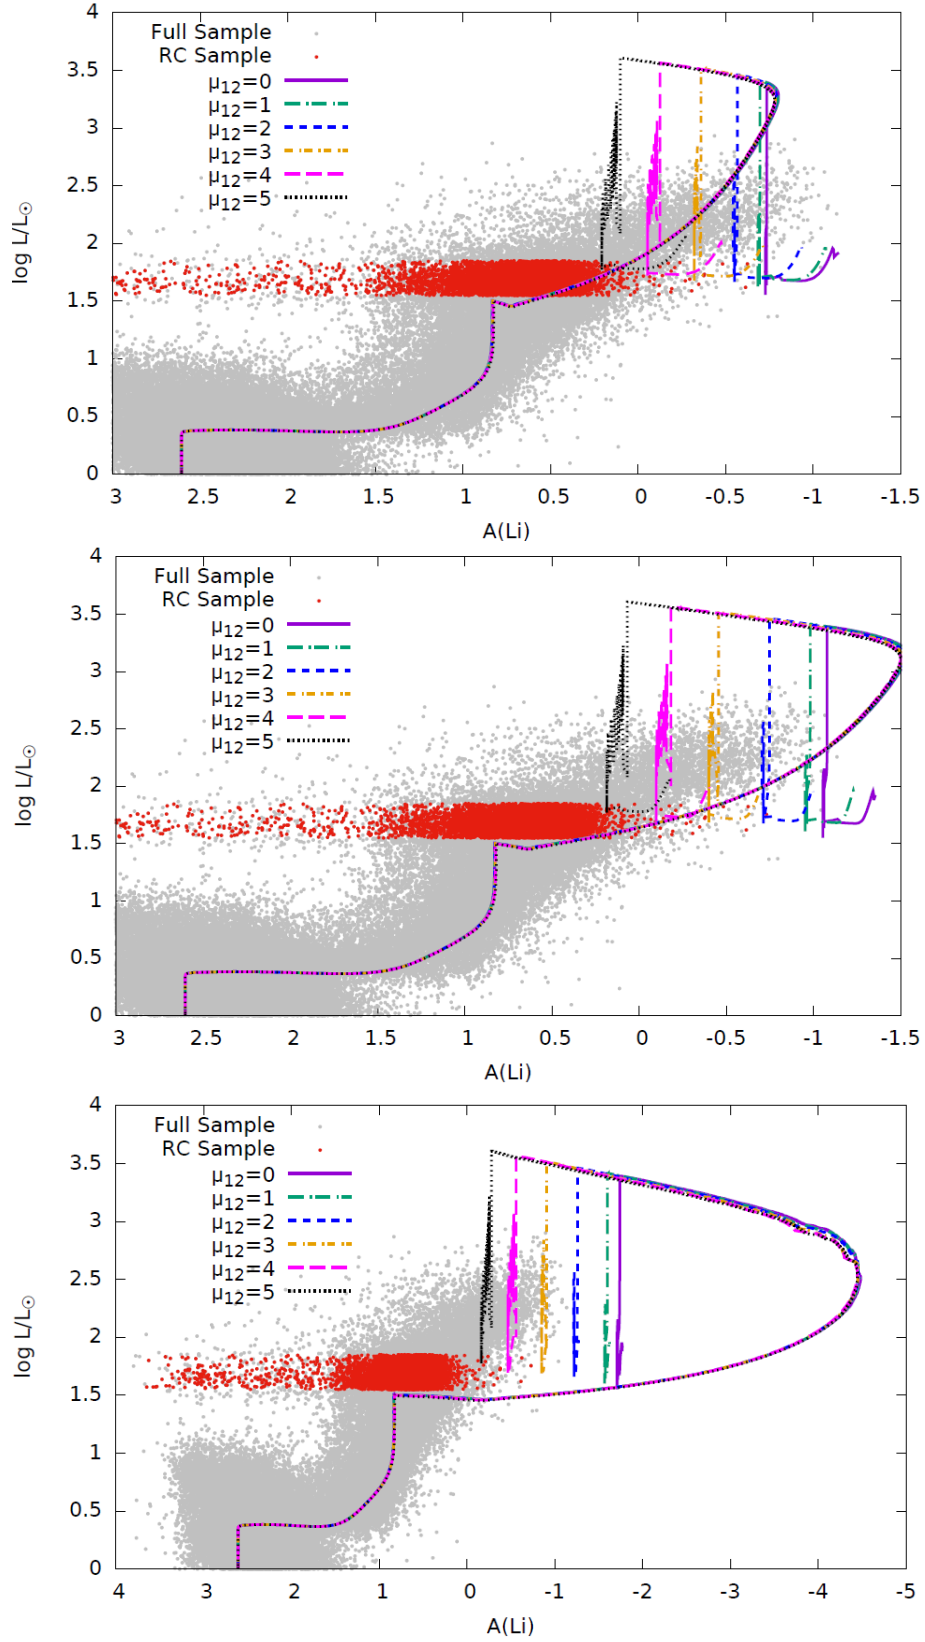 4
3.5
3
2.5
2
1.5
1
0.5
0
log L/L☉
Full Sample
RC Sample
μ12=0
μ12=1
μ12=2
μ12=3
μ12=4
μ12=5
3 2.5 2 1.5 1 0.5 0 -0.5 -1 -1.5
A(Li)
4
3.5
3
2.5
2
1.5
1
0.5
0
log L/L☉
Full Sample
RC Sample
μ12=0
μ12=1
μ12=2
μ12=3
μ12=4
μ12=5
3 2.5 2 1.5 1 0.5 0 -0.5 -1 -1.5
A(Li)
4
3.5
3
2.5
2
1.5
1
0.5
0
log L/L☉
Full Sample
RC Sample
μ12=0
μ12=1
μ12=2
μ12=3
μ12=4
μ12=5
4 3 2 1 0 -1 -2 -3 -4 -5
A(Li)